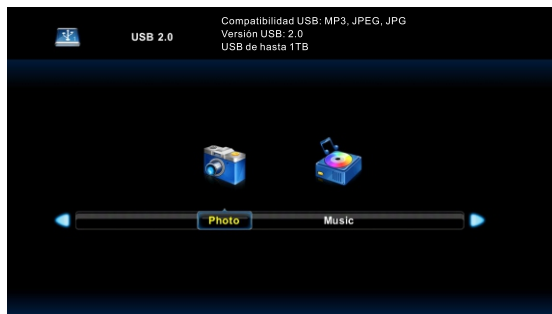 USB 2.0
Compatibilidad USB: MP3, JPEG, JPG
Versión USB: 2.0
USB de hasta 1TB
Photo
Music